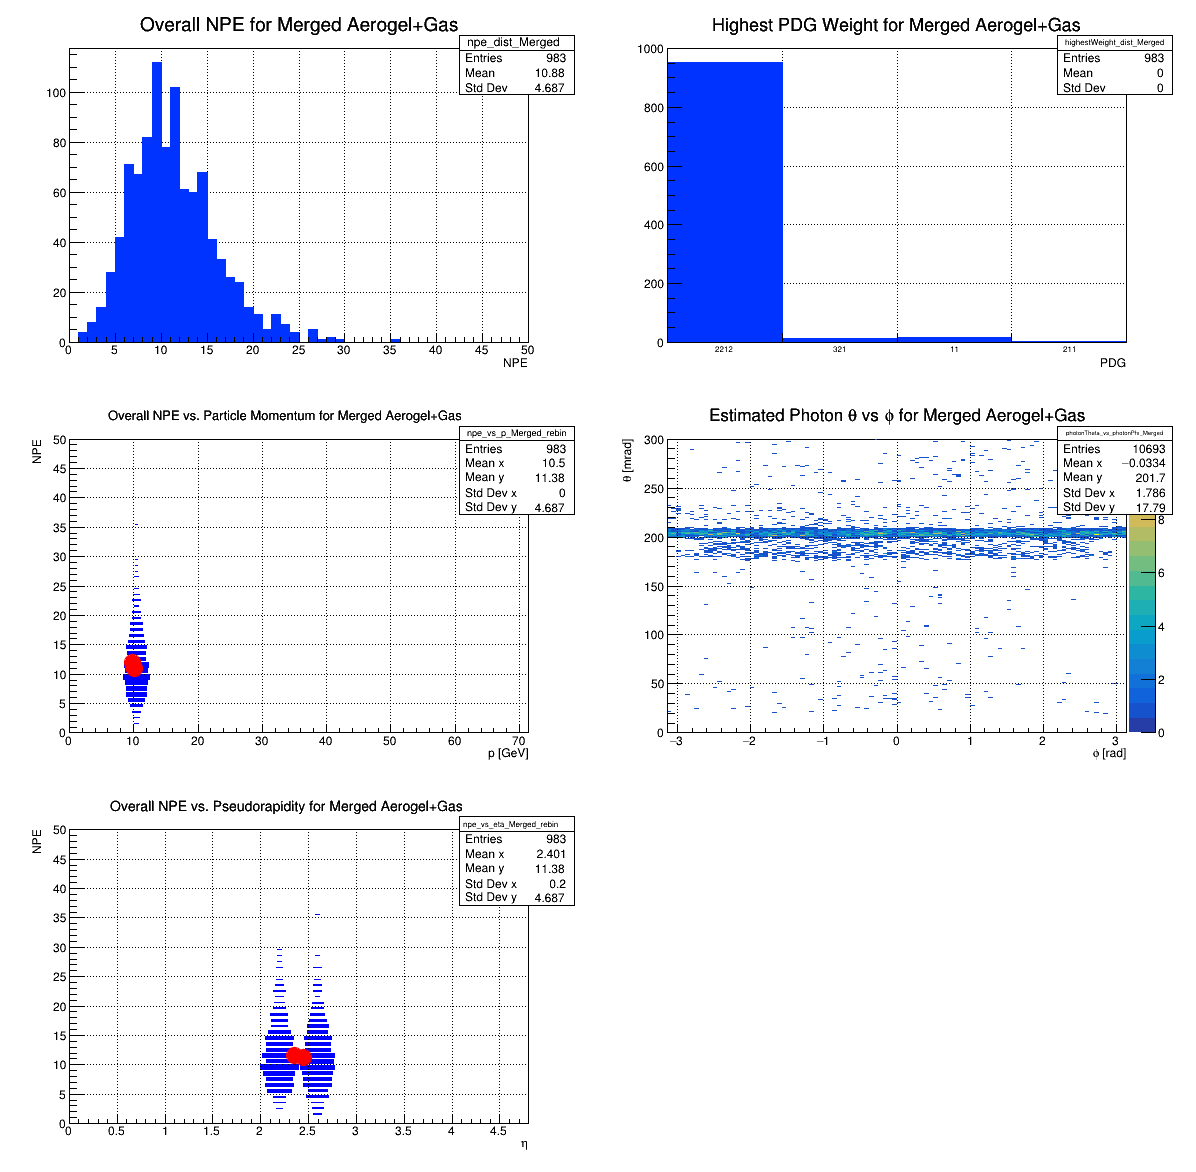 Overall NPE for Merged Aerogel+Gas
npe_dist_Merged
Entries 983
Mean 10.88
Std Dev 4.687
100
80
60
40
20
0
0 5 10 15 20 25 30 35 40 45 50
NPE
Highest PDG Weight for Merged Aerogel+Gas
highestWeight_dist_Merged
Entries 983
Mean 0
Std Dev 0
1000
800
600
400
200
0
2212 321 11 211
PDG
Overall NPE vs. Particle Momentum for Merged Aerogel+Gas
npe_vs_p_Merged_rebin
Entries 983
Mean x 10.5
Mean y 11.38
Std Dev x 0
Std Dev y 4.687
NPE
50
45
40
35
30
25
20
15
10
5
0
0 10 20 30 40 50 60 70
p [GeV]
Estimated Photon θ vs ϕ for Merged Aerogel+Gas
photonTheta_vs_photonPhi_Merged
Entries 10693
Mean x −0.0334
Mean y 201.7
Std Dev x 1.786
Std Dev y 17.79
θ [mrad]
300
250
200
150
100
50
0
−3 −2 −1 0 1 2 3
ϕ [rad]
8
6
4
2
0
Overall NPE vs. Pseudorapidity for Merged Aerogel+Gas
npe_vs_eta_Merged_rebin
Entries 983
Mean x 2.401
Mean y 11.38
Std Dev x 0.2
Std Dev y 4.687
NPE
50
45
40
35
30
25
20
15
10
5
0
0 0.5 1 1.5 2 2.5 3 3.5 4 4.5
η